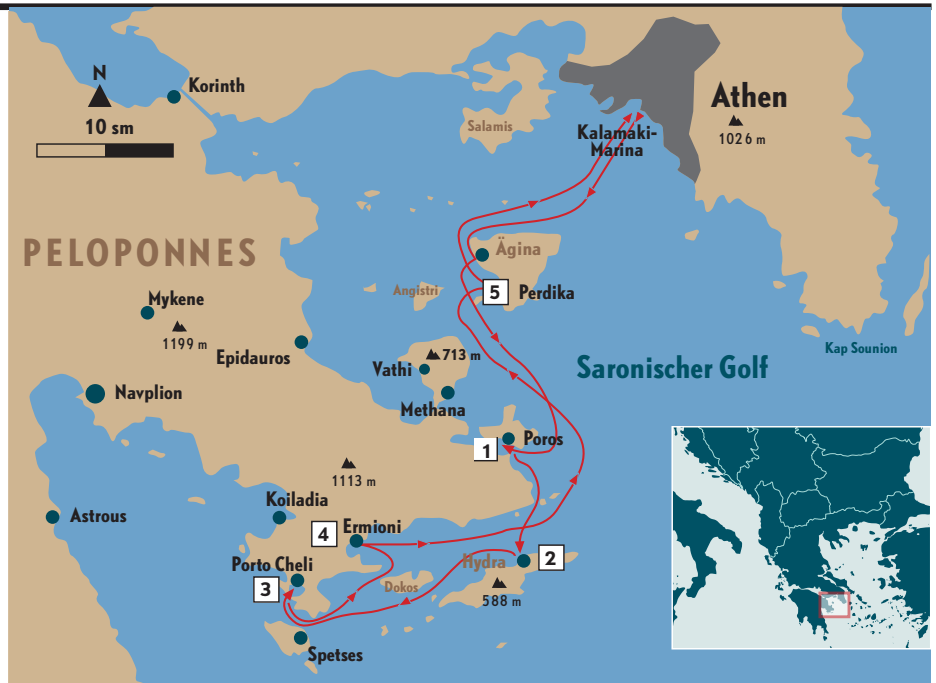 N
10 sm
Korinth
Salamis
Athen
1026 m
Kalamaki-
Marina
PELOPONNES
Ägina
5
Perdika
Angistri
Mykene
1199 m
Epidauros
Kap Sounion
713 m
Vathi
Methana
Saronischer Golf
Navplion
1
Poros
1113 m
Koiladia
Astrous
4
Ermioni
Porto Cheli
3
Hydra
2
Dokos
588 m
Spetses